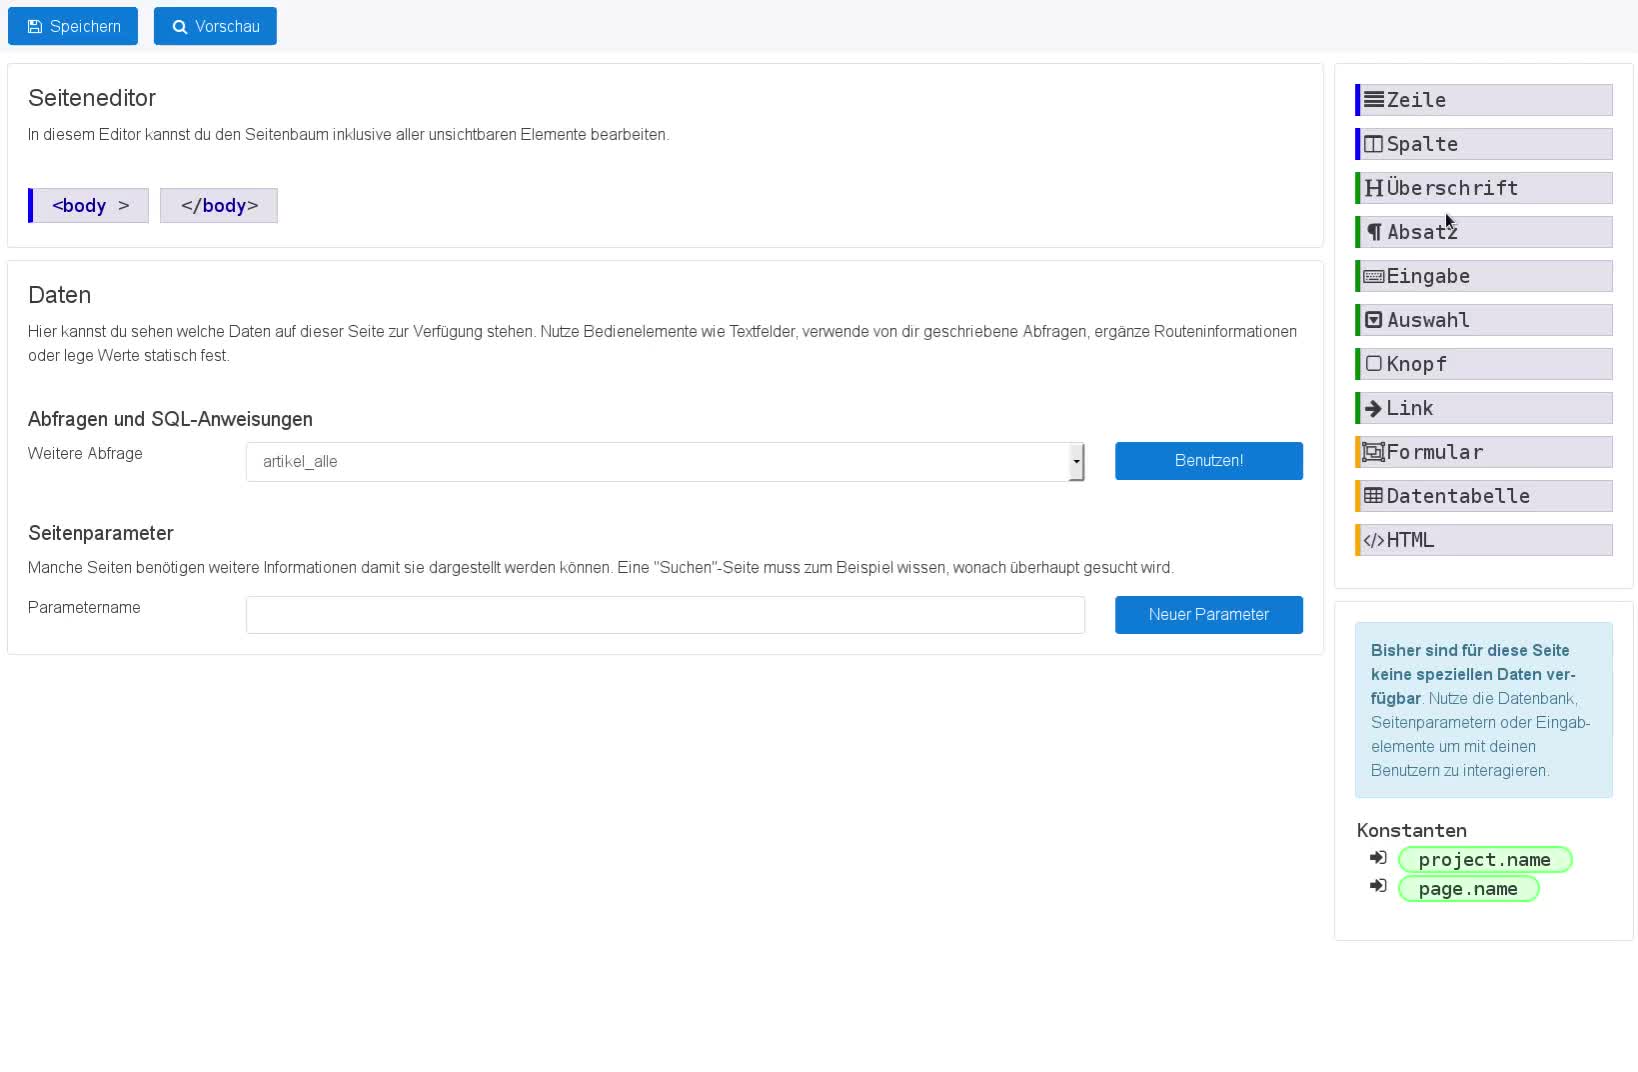 Speichern
Vorschau
Seiteneditor
In diesem Editor kannst du den Seitenbaum inklusive aller unsichtbaren Elemente bearbeiten.
<body >
</body>
Daten
Hier kannst du sehen welche Daten auf dieser Seite zur Verfügung stehen. Nutze Bedienelemente wie Textfelder, verwende von dir geschriebene Abfragen, ergänze Routeninformationen
oder lege Werte statisch fest.
Abfragen und SQL-Anweisungen
Weitere Abfrage
artikel_alle
Benutzen!
Seitenparameter
Manche Seiten benötigen weitere Informationen damit sie dargestellt werden können. Eine "Suchen"-Seite muss zum Beispiel wissen, wonach überhaupt gesucht wird.
Parametername
Neuer Parameter
Zeile
Spalte
Überschrift
Absatz
Eingabe
Auswahl
Knopf
Link
Formular
Datentabelle
HTML
Bisher sind für diese Seite
keine speziellen Daten ver-
fügbar. Nutze die Datenbank,
Seitenparametern oder Eingab-
elemente um mit deinen
Benutzern zu interagieren.
Konstanten
project.name
page.name